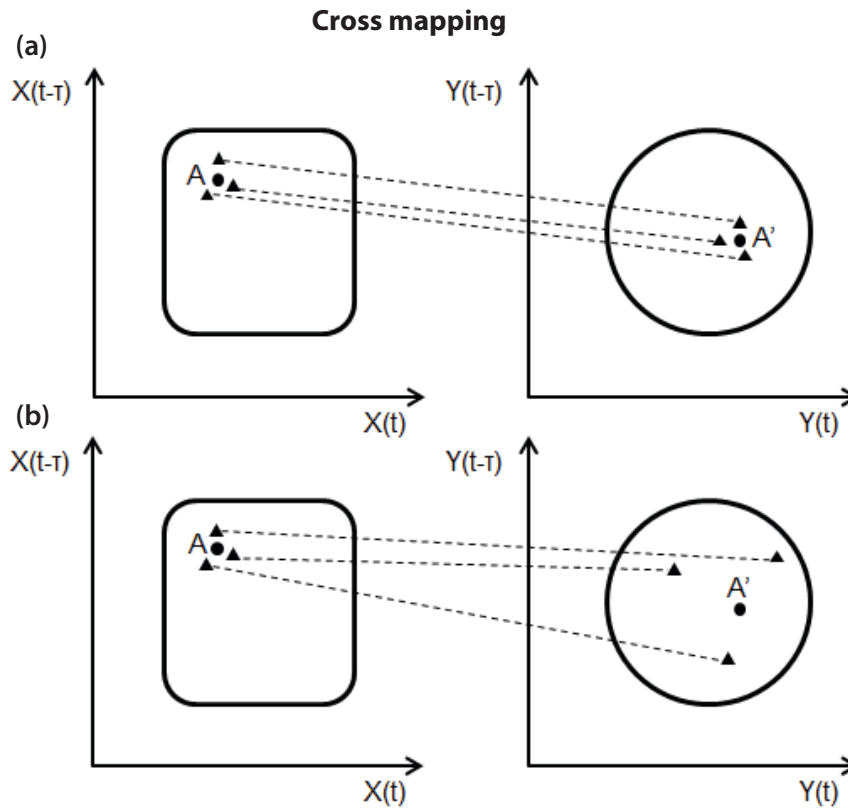 Cross mapping
(a)
X(t-τ)
Y(t-τ)
A
A'
X(t)
Y(t)
(b)
X(t-τ)
Y(t-τ)
A
A'
X(t)
Y(t)